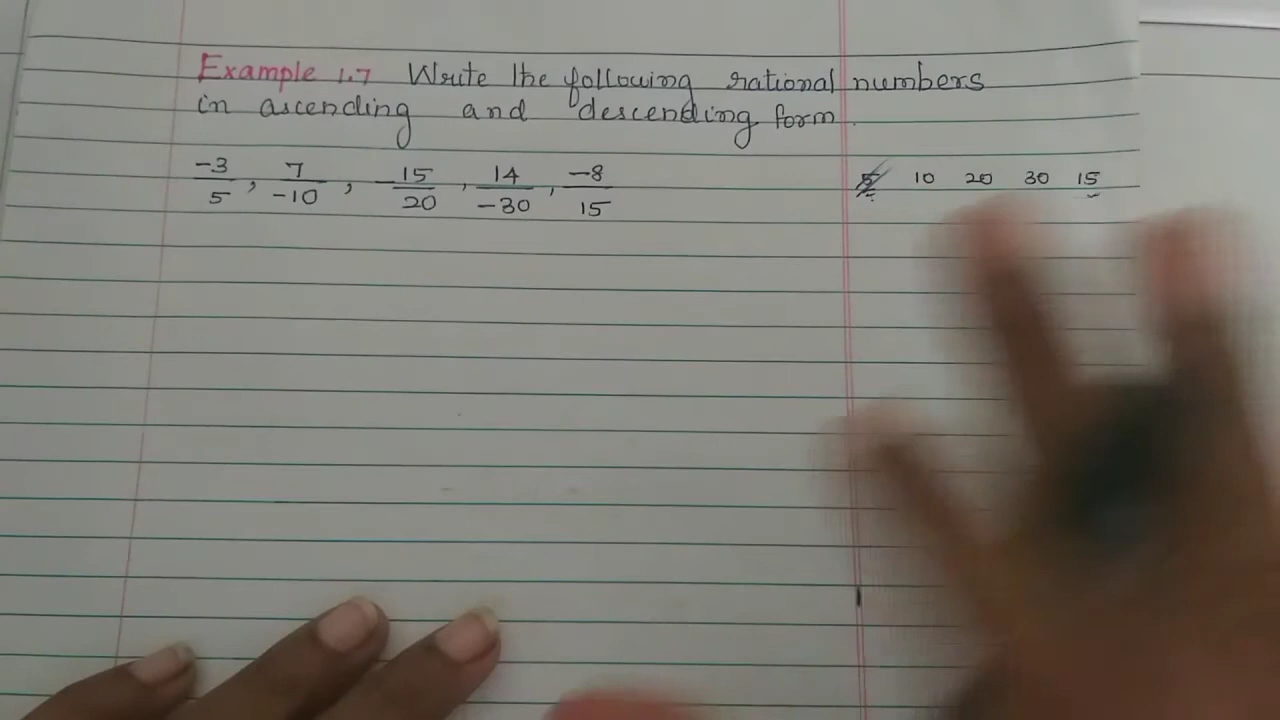 Example 1.7 Write the following rational numbers
in ascending and descending form.
-3/5, 7/-10, -15/20, 14/-30, -8/15
5 10 20 30 15